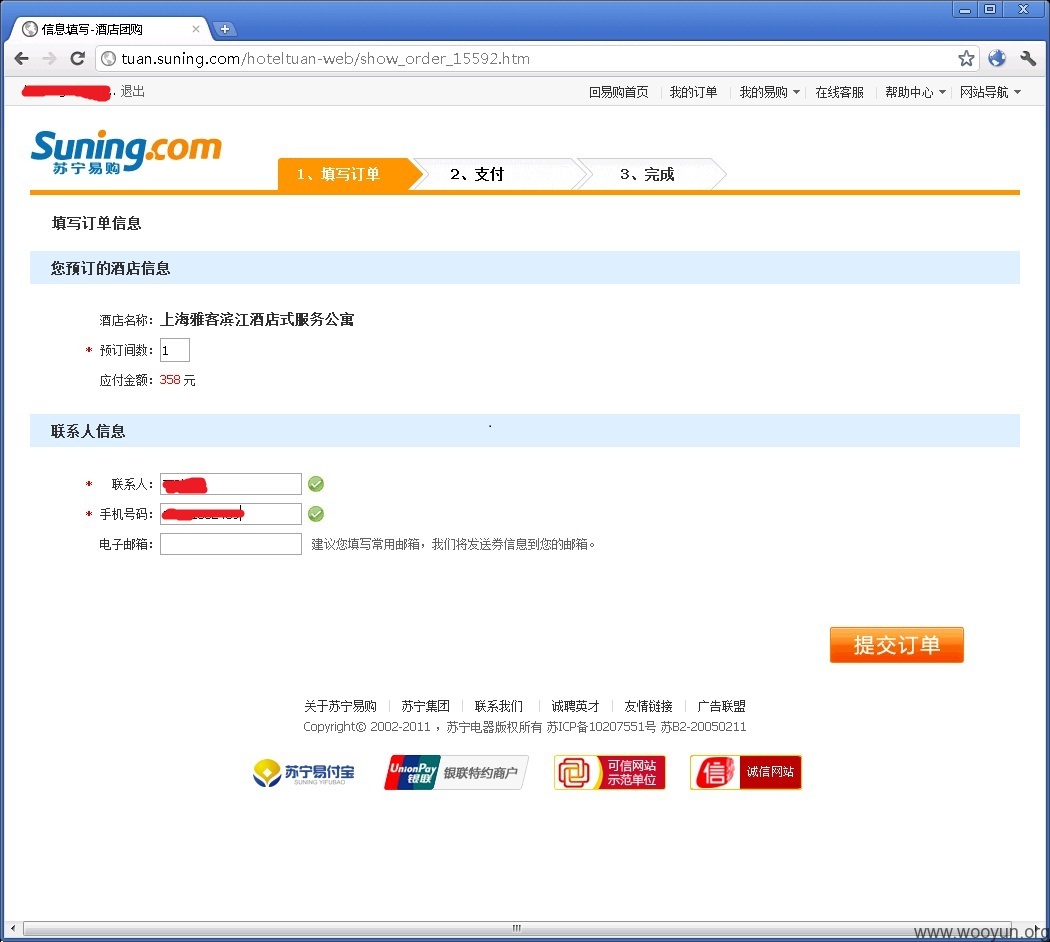 信息填写-酒店团购
tuan.suning.com/hoteltuan-web/show_order_15592.htm
退出 回易购首页 我的订单 我的易购 在线客服 帮助中心 网站导航
Suning.com
苏宁易购
1、填写订单 2、支付 3、完成
填写订单信息
您预订的酒店信息
酒店名称: 上海雅客滨江酒店式服务公寓
* 预订间数: 1
应付金额: 358 元
联系人信息
* 联系人:
* 手机号码:
电子邮箱: 建议您填写常用邮箱，我们将发送券信息到您的邮箱。
提交订单
关于苏宁易购 苏宁集团 联系我们 诚聘英才 友情链接 广告联盟
Copyright© 2002-2011 ，苏宁电器版权所有 苏ICP备10207551号 苏B2-20050211
苏宁易付宝 SUNING YIFUBAO
UnionPay 银联 银联特约商户
可信网站 示范单位
信 诚信网站
www.wooyun.org